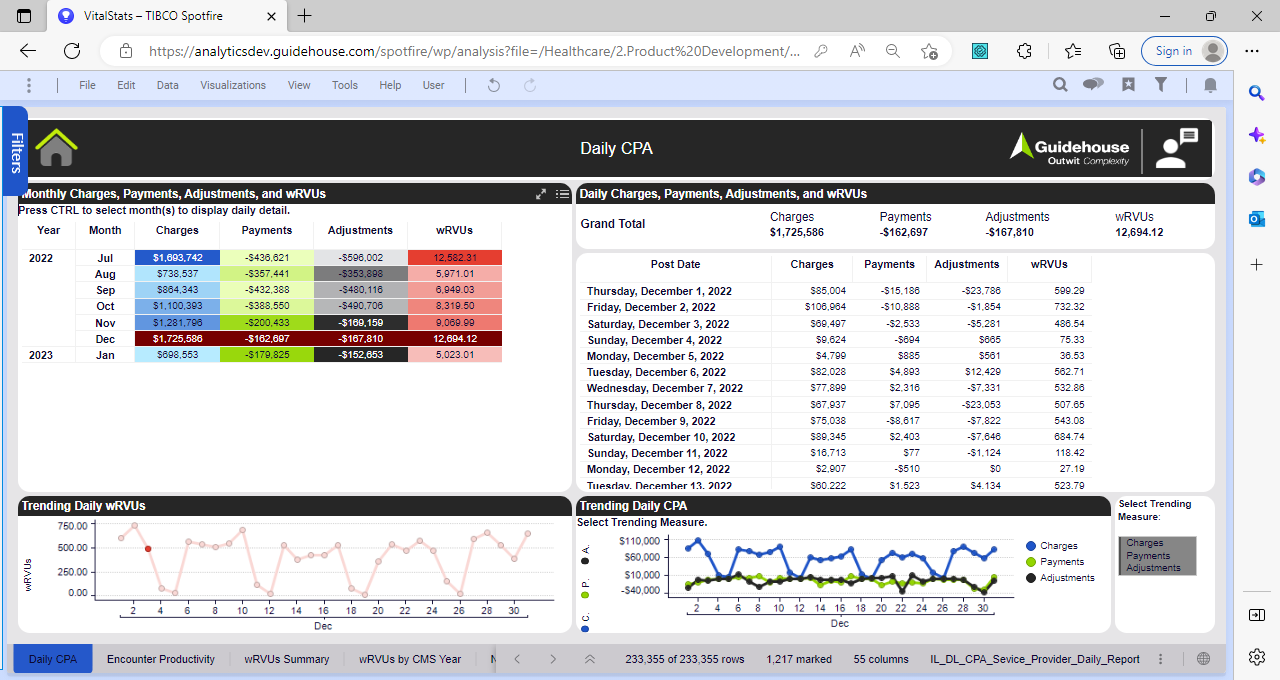 VitalStats – TIBCO Spotfire
https://analyticsdev.guidehouse.com/spotfire/wp/analysis?file=/Healthcare/2.Product%20Development/...
Sign in
File Edit Data Visualizations View Tools Help User
Filters
Daily CPA
Guidehouse
Outwit Complexity
Monthly Charges, Payments, Adjustments, and wRVUs
Press CTRL to select month(s) to display daily detail.
Year Month Charges Payments Adjustments wRVUs
2022 Jul $1,693,742 -$436,621 -$596,002 12,582.31
Aug $738,537 -$357,441 -$353,898 5,971.01
Sep $864,343 -$432,388 -$480,116 6,949.03
Oct $1,100,393 -$388,550 -$490,706 8,319.50
Nov $1,281,796 -$200,433 -$169,159 9,069.99
Dec $1,725,586 -$162,697 -$167,810 12,694.12
2023 Jan $698,553 -$179,825 -$152,653 5,023.01
Daily Charges, Payments, Adjustments, and wRVUs
Charges Payments Adjustments wRVUs
Grand Total $1,725,586 -$162,697 -$167,810 12,694.12
Post Date Charges Payments Adjustments wRVUs
Thursday, December 1, 2022 $85,004 -$15,186 -$23,786 599.29
Friday, December 2, 2022 $106,964 -$10,888 -$1,854 732.32
Saturday, December 3, 2022 $69,497 -$2,533 -$5,281 486.54
Sunday, December 4, 2022 $9,624 -$694 $665 75.33
Monday, December 5, 2022 $4,799 $885 $561 36.53
Tuesday, December 6, 2022 $82,028 $4,893 $12,429 562.71
Wednesday, December 7, 2022 $77,899 $2,316 -$7,331 532.86
Thursday, December 8, 2022 $67,937 $7,095 -$23,053 507.65
Friday, December 9, 2022 $75,038 -$8,617 -$7,822 543.08
Saturday, December 10, 2022 $89,345 $2,403 -$7,646 684.74
Sunday, December 11, 2022 $16,713 $77 -$1,124 118.42
Monday, December 12, 2022 $2,907 -$510 $0 27.19
Tuesday, December 13, 2022 $60,222 $1,523 $4,134 523.79
Trending Daily wRVUs
wRVUs
750.00
500.00
250.00
0.00
2 4 6 8 10 12 14 16 18 20 22 24 26 28 30
Dec
Trending Daily CPA
Select Trending Measure.
A.
P.
C.
$110,000
$60,000
$10,000
-$40,000
2 4 6 8 10 12 14 16 18 20 22 24 26 28 30
Dec
Charges
Payments
Adjustments
Select Trending
Measure:
Charges
Payments
Adjustments
Daily CPA Encounter Productivity wRVUs Summary wRVUs by CMS Year
233,355 of 233,355 rows 1,217 marked 55 columns IL_DL_CPA_Sevice_Provider_Daily_Report